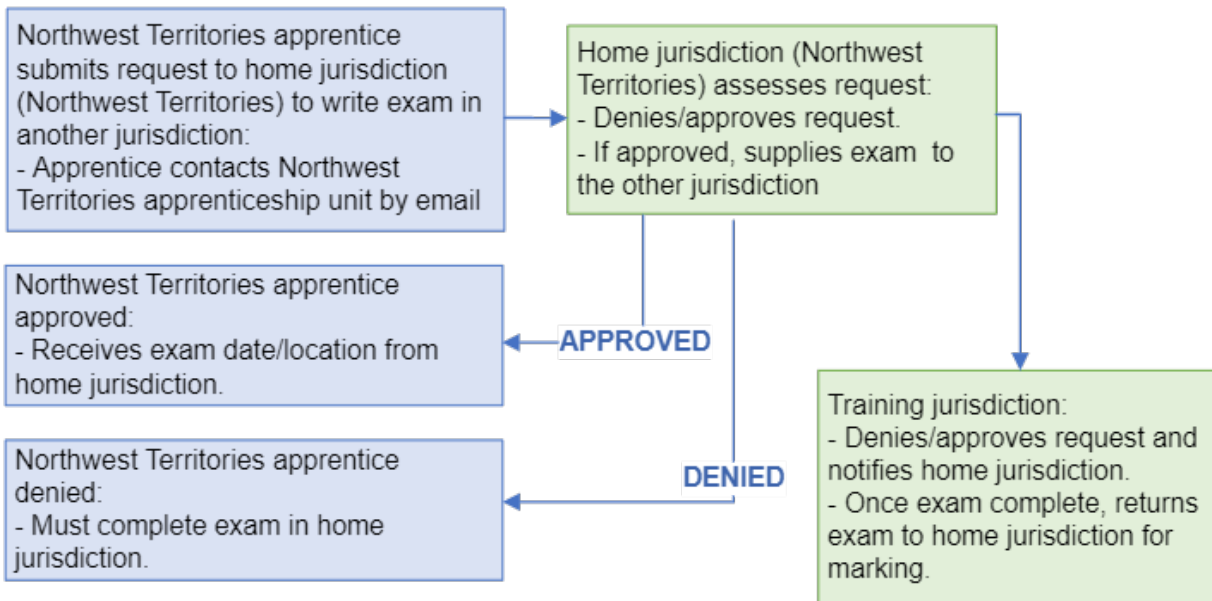 Northwest Territories apprentice
submits request to home jurisdiction
(Northwest Territories) to write exam in
another jurisdiction:
- Apprentice contacts Northwest
Territories apprenticeship unit by email
Home jurisdiction (Northwest
Territories) assesses request:
- Denies/approves request.
- If approved, supplies exam to
the other jurisdiction
Northwest Territories apprentice
approved:
- Receives exam date/location from
home jurisdiction.
APPROVED
Northwest Territories apprentice
denied:
- Must complete exam in home
jurisdiction.
DENIED
Training jurisdiction:
- Denies/approves request and
notifies home jurisdiction.
- Once exam complete, returns
exam to home jurisdiction for
marking.